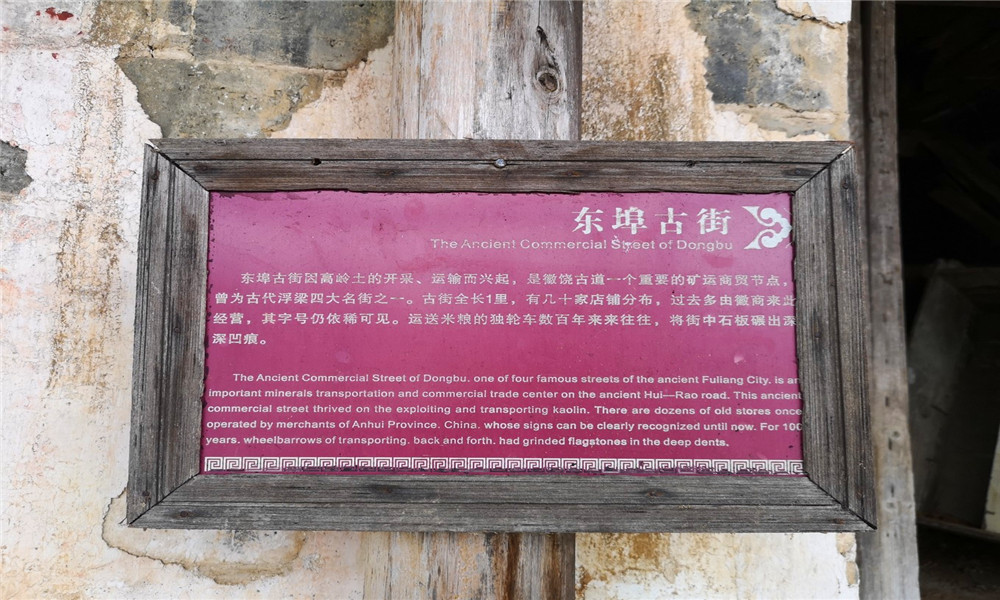 东埠古街
The Ancient Commercial Street of Dongbu
东埠古街因高岭土的开采、运输而兴起，是徽饶古道一个重要的矿运商贸节点，
曾为古代浮梁四大名街之一。古街全长1里，有几十家店铺分布，过去多由徽商来此
经营，其字号仍依稀可见。运送米粮的独轮车数百年来来往往，将街中石板碾出深
深凹痕。
The Ancient Commercial Street of Dongbu, one of four famous streets of the ancient Fuliang City, is an
important minerals transportation and commercial trade center on the ancient Hui—Rao road. This ancient
commercial street thrived on the exploiting and transporting kaolin. There are dozens of old stores once
operated by merchants of Anhui Province, China, whose signs can be clearly recognized until now. For 100
years, wheelbarrows of transporting, back and forth, had grinded flagstones in the deep dents.